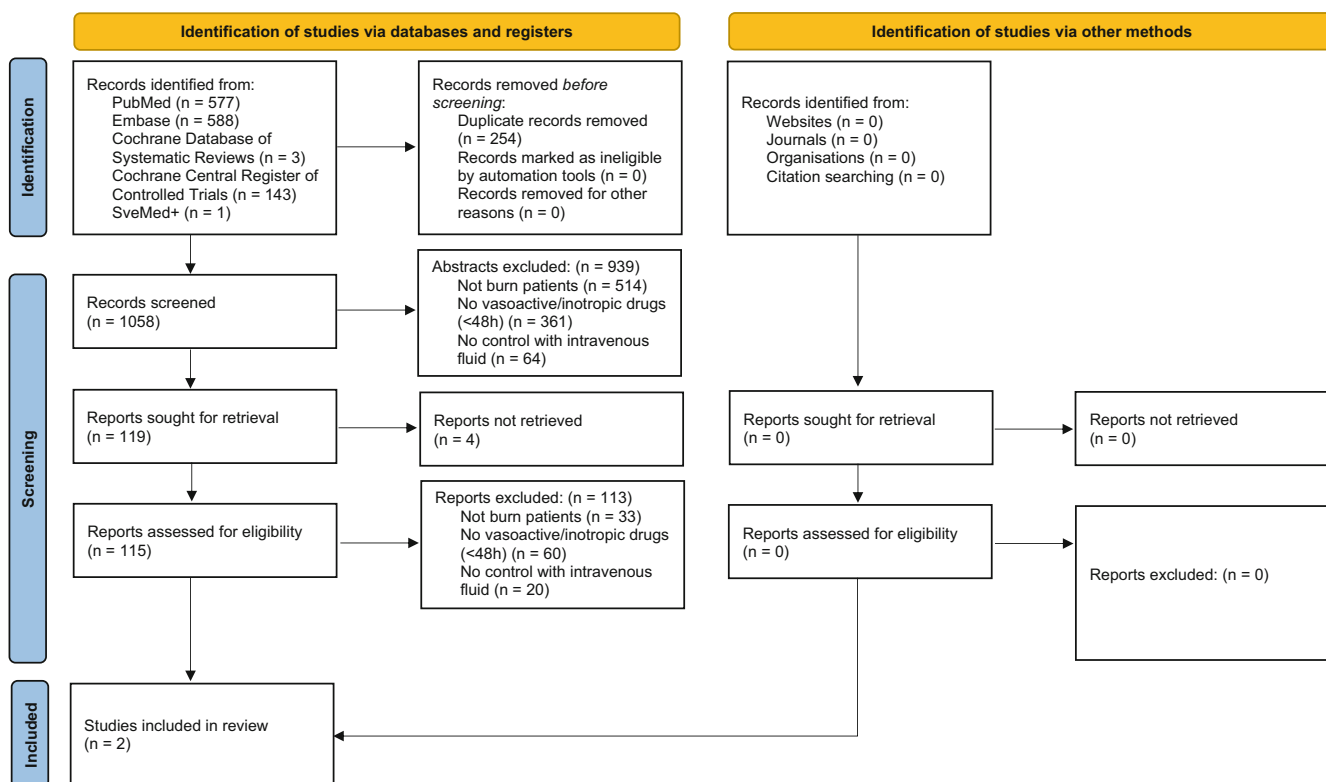 Identification of studies via databases and registers
Identification of studies via other methods
Identification
Records identified from:
PubMed (n = 577)
Embase (n = 588)
Cochrane Database of
Systematic Reviews (n = 3)
Cochrane Central Register of
Controlled Trials (n = 143)
SveMed+ (n = 1)
Records removed before
screening:
Duplicate records removed
(n = 254)
Records marked as ineligible
by automation tools (n = 0)
Records removed for other
reasons (n = 0)
Records identified from:
Websites (n = 0)
Journals (n = 0)
Organisations (n = 0)
Citation searching (n = 0)
Screening
Records screened
(n = 1058)
Abstracts excluded: (n = 939)
Not burn patients (n = 514)
No vasoactive/inotropic drugs
(<48h) (n = 361)
No control with intravenous
fluid (n = 64)
Reports sought for retrieval
(n = 119)
Reports not retrieved
(n = 4)
Reports sought for retrieval
(n = 0)
Reports not retrieved
(n = 0)
Reports assessed for eligibility
(n = 115)
Reports excluded: (n = 113)
Not burn patients (n = 33)
No vasoactive/inotropic drugs
(<48h) (n = 60)
No control with intravenous
fluid (n = 20)
Reports assessed for eligibility
(n = 0)
Reports excluded: (n = 0)
Included
Studies included in review
(n = 2)